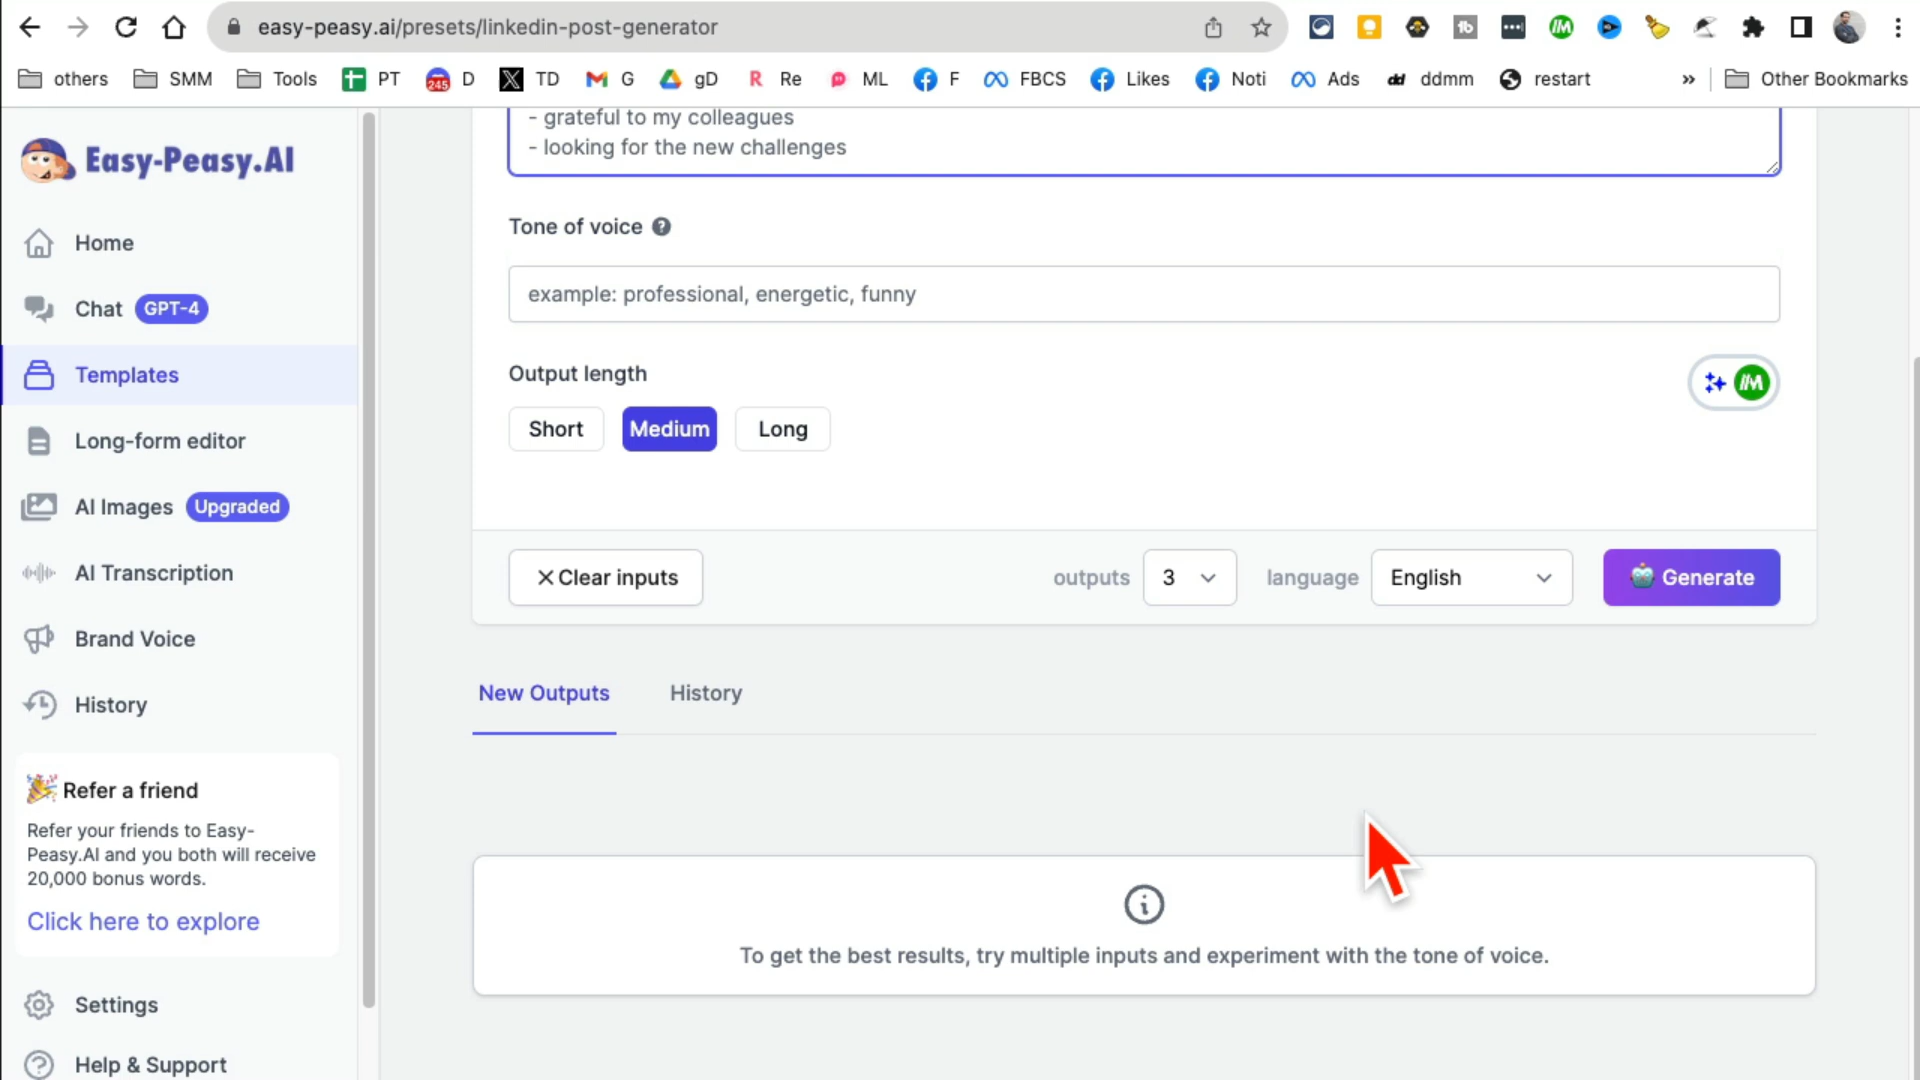 easy-peasy.ai/presets/linkedin-post-generator
others SMM Tools PT 245 D TD G gD R Re ML F FBCS Likes Noti Ads dd ddmm restart » Other Bookmarks
Easy-Peasy.AI
Home
Chat GPT-4
Templates
Long-form editor
AI Images Upgraded
AI Transcription
Brand Voice
History
Refer a friend
Refer your friends to Easy-
Peasy.AI and you both will receive
20,000 bonus words.
Click here to explore
Settings
Help & Support
- grateful to my colleagues
- looking for the new challenges
Tone of voice ?
example: professional, energetic, funny
Output length
Short Medium Long
Clear inputs outputs 3 language English Generate
New Outputs History
To get the best results, try multiple inputs and experiment with the tone of voice.